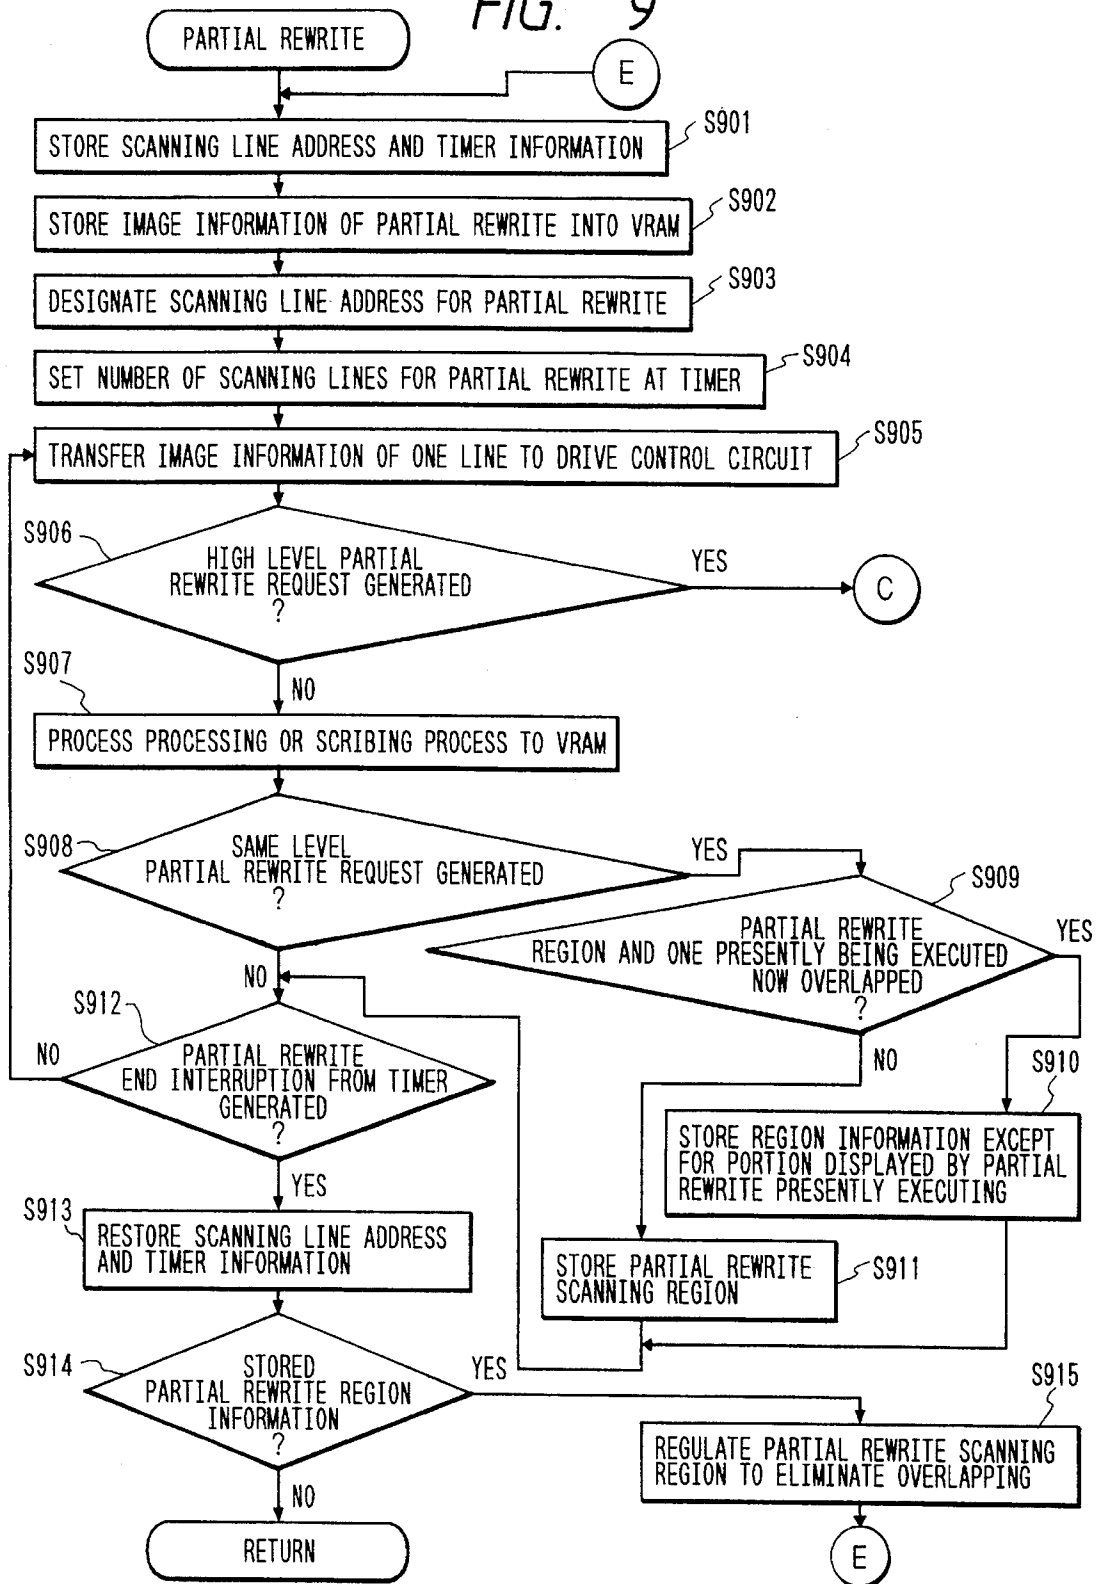 FIG. 9
PARTIAL REWRITE
E
S901
STORE SCANNING LINE ADDRESS AND TIMER INFORMATION
S902
STORE IMAGE INFORMATION OF PARTIAL REWRITE INTO VRAM
S903
DESIGNATE SCANNING LINE ADDRESS FOR PARTIAL REWRITE
S904
SET NUMBER OF SCANNING LINES FOR PARTIAL REWRITE AT TIMER
S905
TRANSFER IMAGE INFORMATION OF ONE LINE TO DRIVE CONTROL CIRCUIT
S906
HIGH LEVEL PARTIAL
REWRITE REQUEST GENERATED
?
YES
C
NO
S907
PROCESS PROCESSING OR SCRIBING PROCESS TO VRAM
S908
SAME LEVEL
PARTIAL REWRITE REQUEST GENERATED
?
YES
S909
PARTIAL REWRITE
REGION AND ONE PRESENTLY BEING EXECUTED
NOW OVERLAPPED
?
YES
NO
NO
S912
PARTIAL REWRITE
END INTERRUPTION FROM TIMER
GENERATED
?
NO
YES
S910
STORE REGION INFORMATION EXCEPT
FOR PORTION DISPLAYED BY PARTIAL
REWRITE PRESENTLY EXECUTING
S911
STORE PARTIAL REWRITE
SCANNING REGION
S913
RESTORE SCANNING LINE ADDRESS
AND TIMER INFORMATION
S914
STORED
PARTIAL REWRITE REGION
INFORMATION
?
YES
S915
REGULATE PARTIAL REWRITE SCANNING
REGION TO ELIMINATE OVERLAPPING
E
NO
RETURN